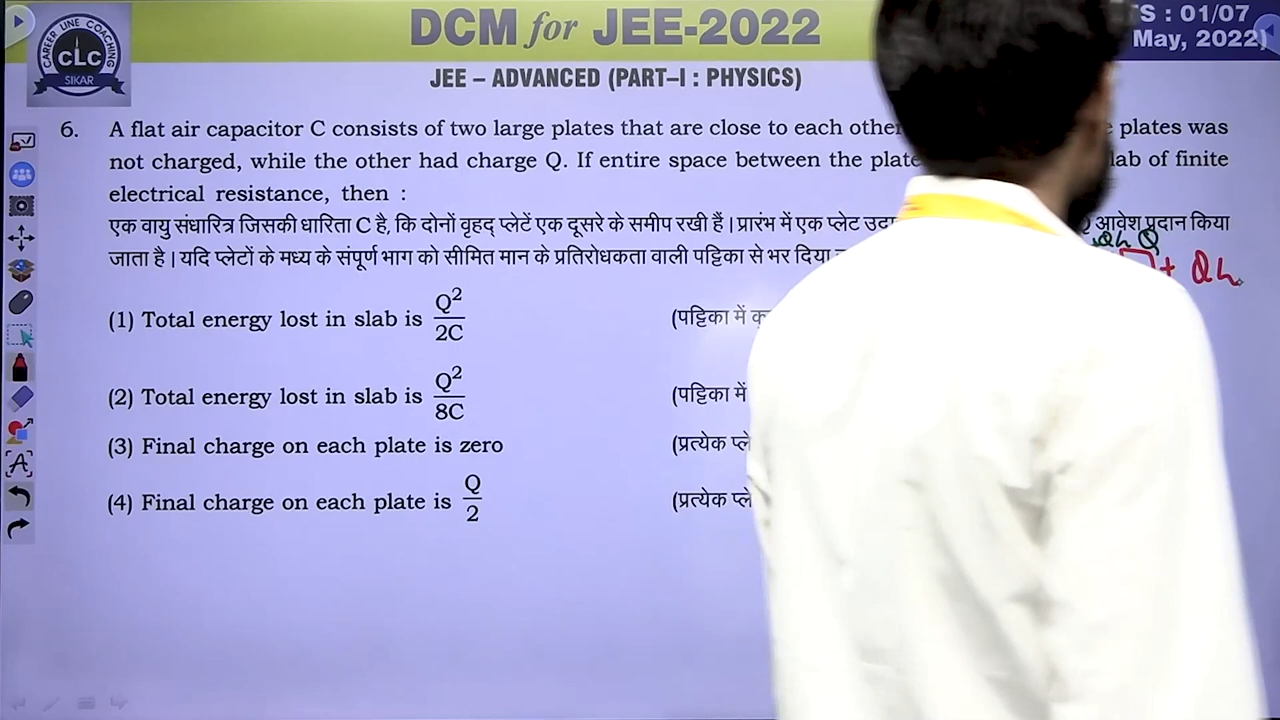 DCM for JEE-2022
TS : 01/07
May, 2022)
CAREER LINE COACHING
CLC
SIKAR
JEE – ADVANCED (PART–I : PHYSICS)
6. A flat air capacitor C consists of two large plates that are close to each other plates was
not charged, while the other had charge Q. If entire space between the plate lab of finite
electrical resistance, then :
एक वायु संधारित्र जिसकी धारिता C है, कि दोनों वृहद् प्लेटें एक दूसरे के समीप रखी हैं। प्रारंभ में एक प्लेट आवेश प्रदान किया
जाता है। यदि प्लेटों के मध्य के संपूर्ण भाग को सीमित मान के प्रतिरोधकता वाली पट्टिका से भर दिया
(1) Total energy lost in slab is Q²/2C (पट्टिका में
(2) Total energy lost in slab is Q²/8C (पट्टिका में
(3) Final charge on each plate is zero (प्रत्येक
(4) Final charge on each plate is Q/2 (प्रत्येक